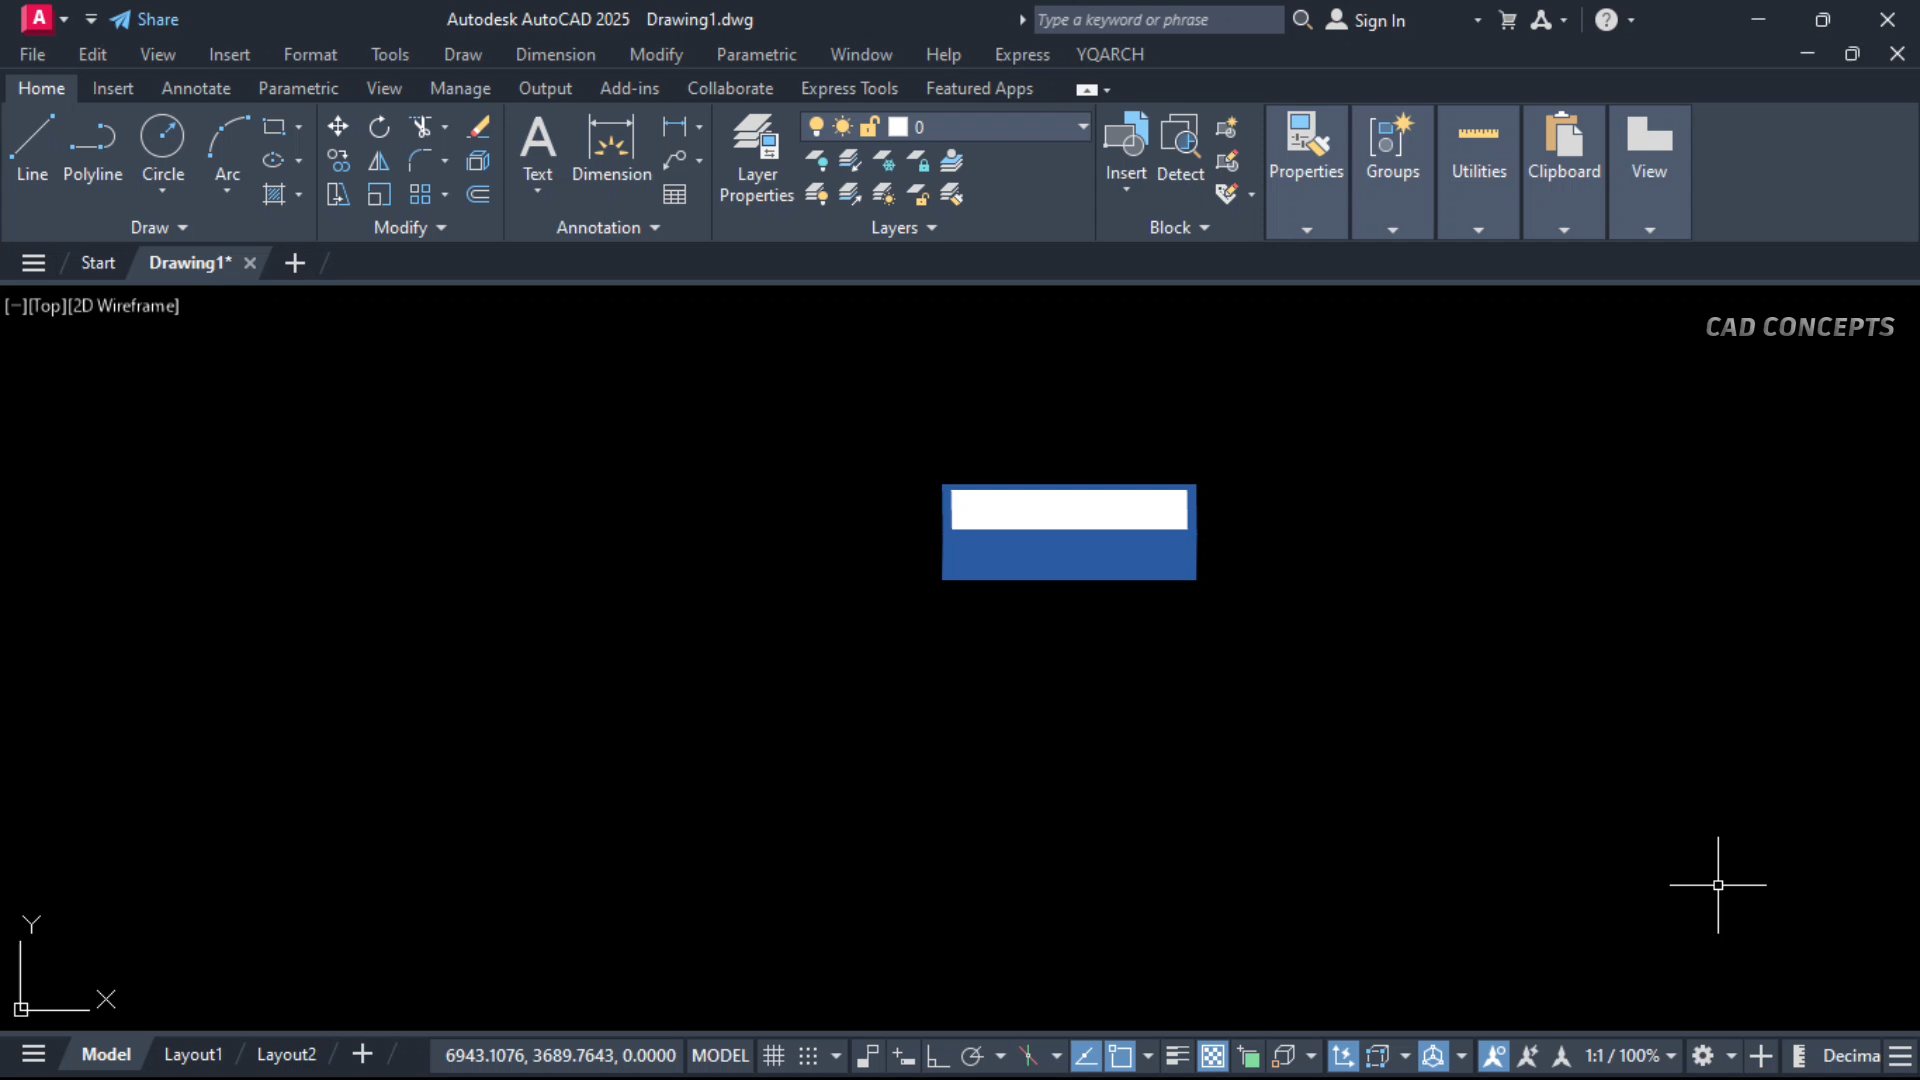 A Share Autodesk AutoCAD 2025 Drawing1.dwg Type a keyword or phrase Sign In ?
File Edit View Insert Format Tools Draw Dimension Modify Parametric Window Help Express YQARCH
Home Insert Annotate Parametric View Manage Output Add-ins Collaborate Express Tools Featured Apps
0
Line Polyline Circle Arc Text Dimension Layer Properties Insert Detect Properties Groups Utilities Clipboard View
Draw Modify Annotation Layers Block
Start Drawing1*
[−][Top][2D Wireframe]
CAD CONCEPTS
Y
X
Model Layout1 Layout2 6943.1076, 3689.7643, 0.0000 MODEL 1:1 / 100% Decima